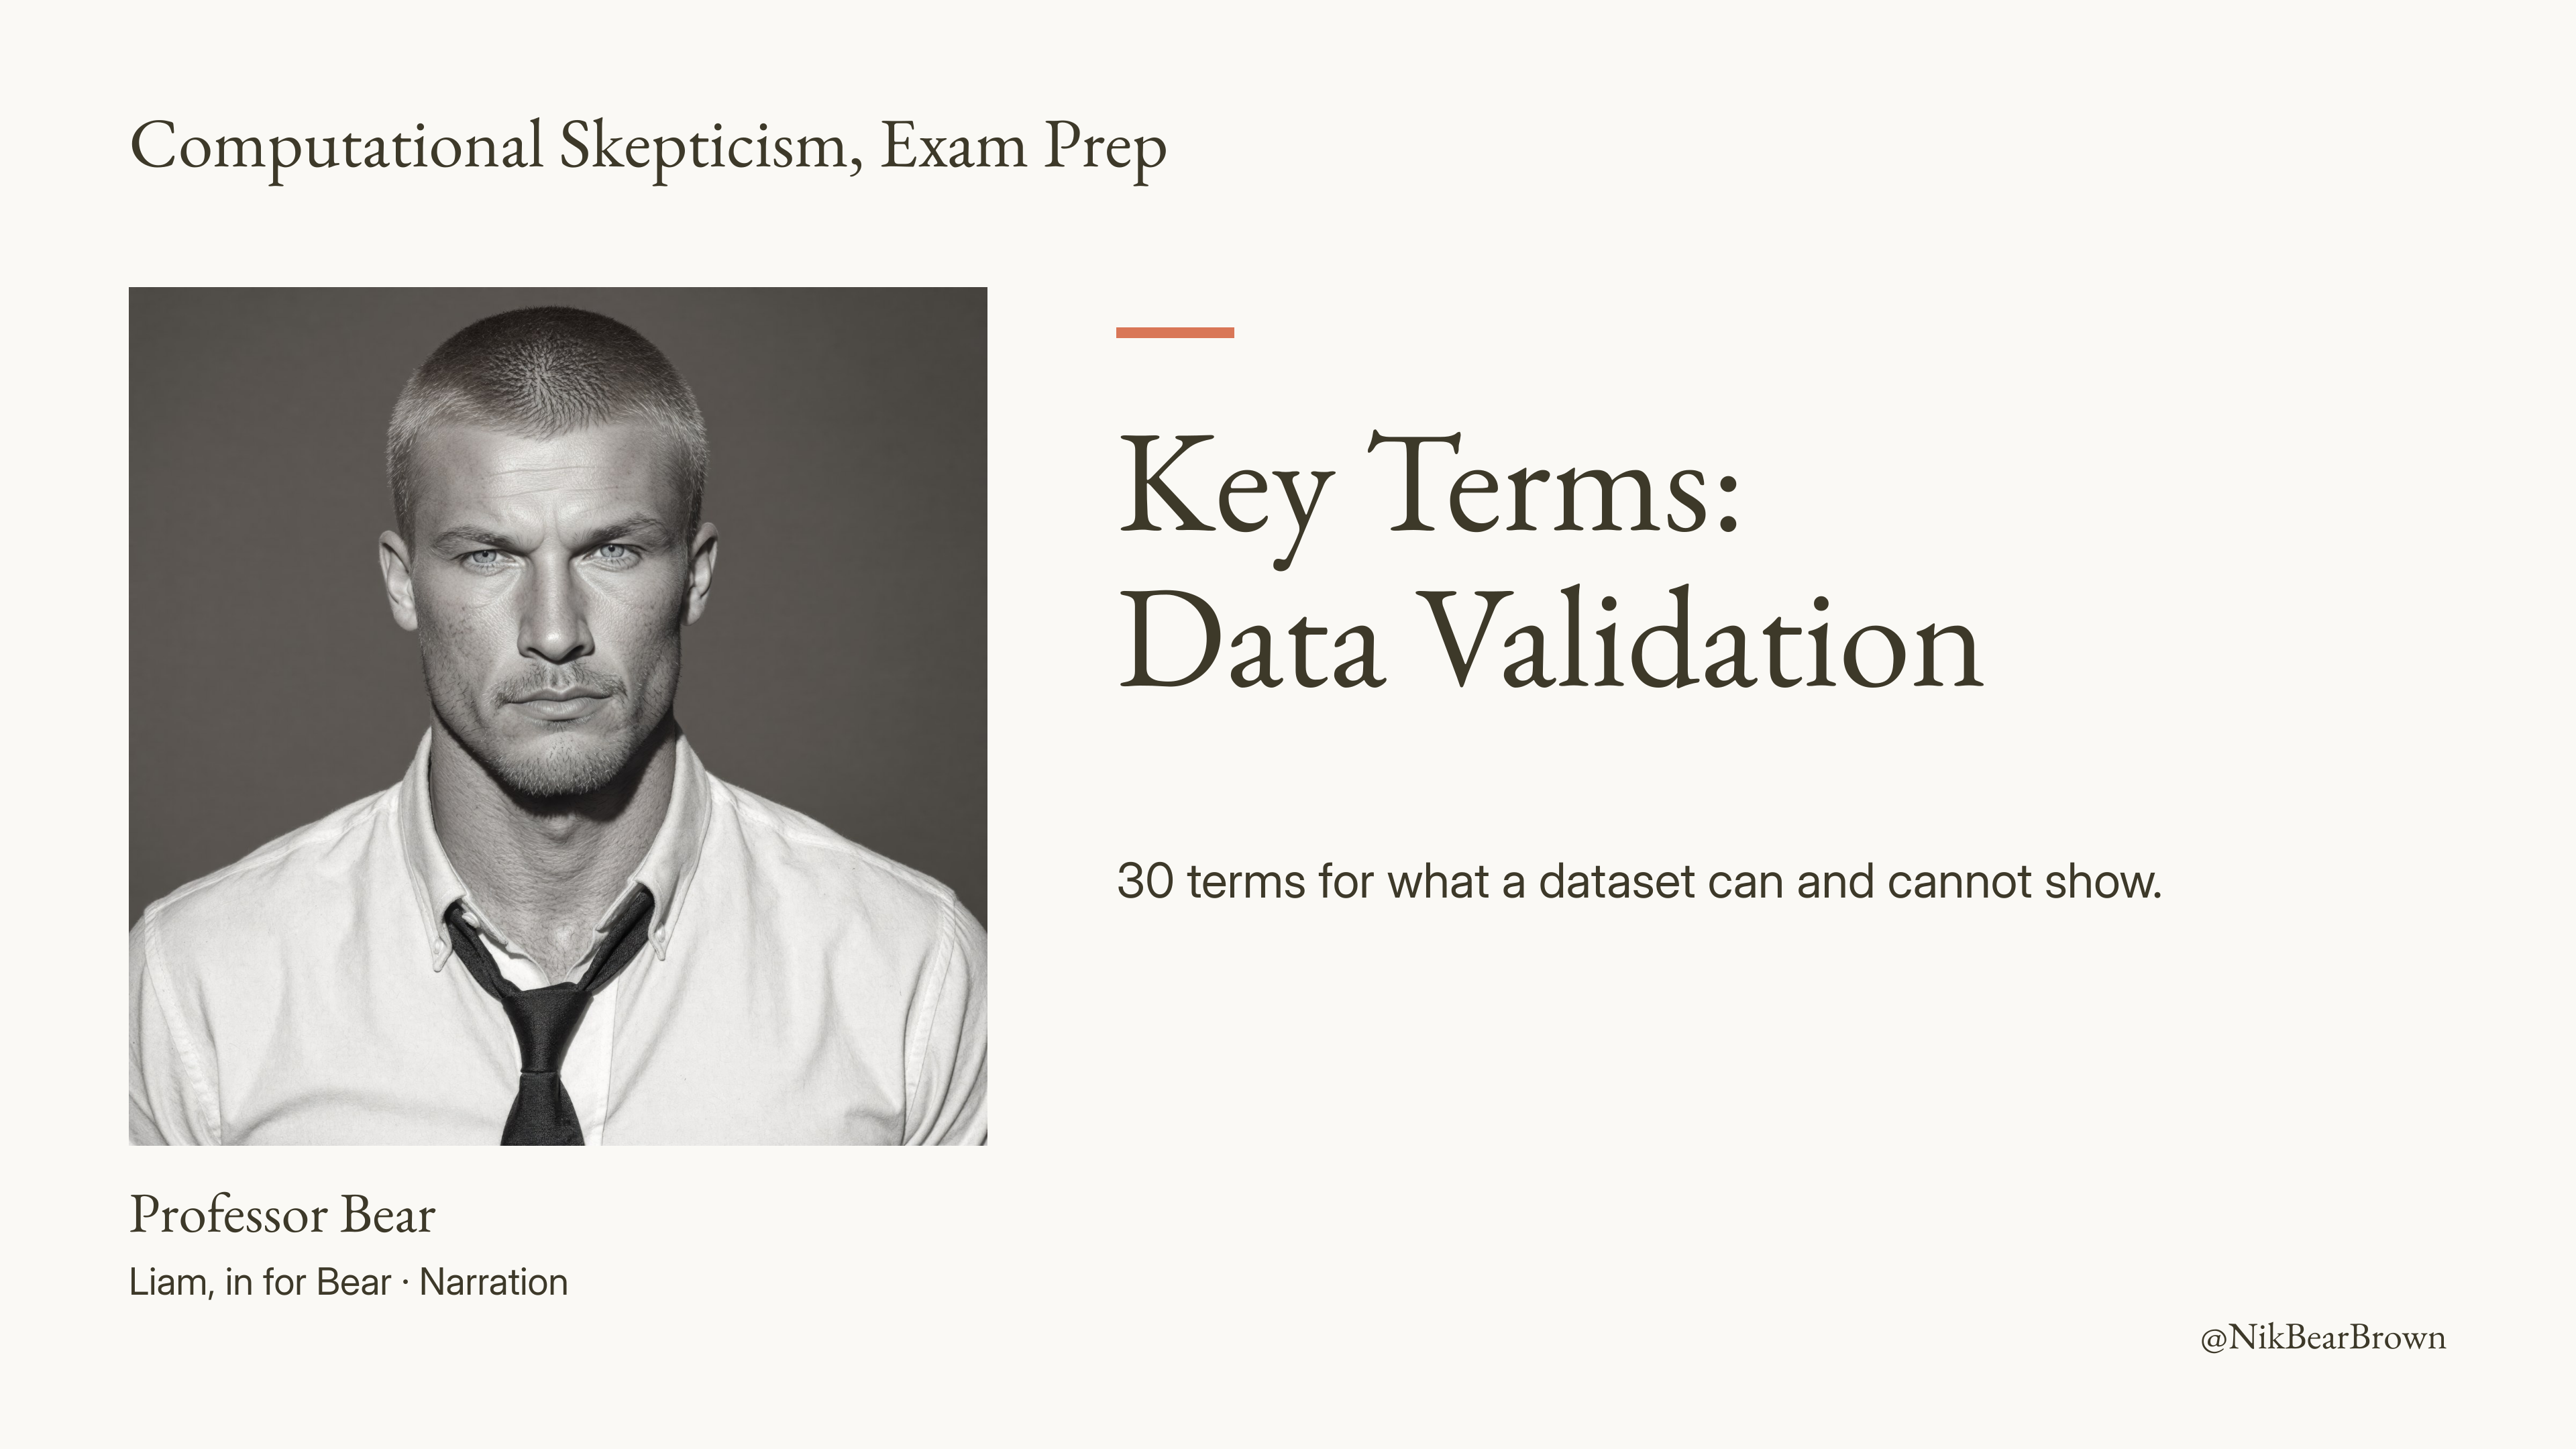 Computational Skepticism, Exam Prep
Key Terms:
Data Validation
30 terms for what a dataset can and cannot show.
Professor Bear
Liam, in for Bear · Narration
@NikBearBrown